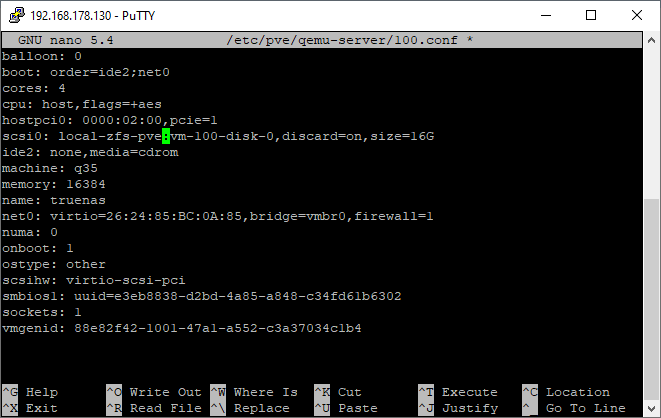 192.168.178.130 - PuTTY
GNU nano 5.4 /etc/pve/qemu-server/100.conf *
balloon: 0
boot: order=ide2;net0
cores: 4
cpu: host,flags=+aes
hostpci0: 0000:02:00,pcie=1
scsi0: local-zfs-pve:vm-100-disk-0,discard=on,size=16G
ide2: none,media=cdrom
machine: q35
memory: 16384
name: truenas
net0: virtio=26:24:85:BC:0A:85,bridge=vmbr0,firewall=1
numa: 0
onboot: 1
ostype: other
scsihw: virtio-scsi-pci
smbios1: uuid=e3eb8838-d2bd-4a85-a848-c34fd61b6302
sockets: 1
vmgenid: 88e82f42-1001-47a1-a552-c3a37034c1b4
^G Help ^O Write Out ^W Where Is ^K Cut ^T Execute ^C Location
^X Exit ^R Read File ^\ Replace ^U Paste ^J Justify ^_ Go To Line